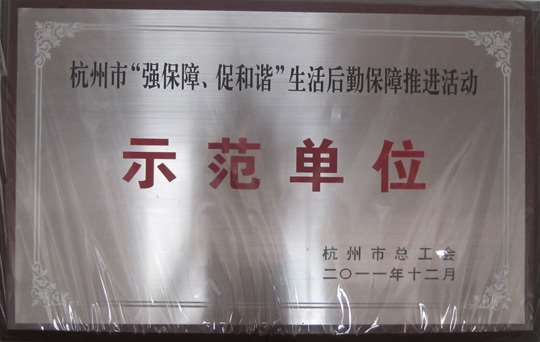 杭州市“强保障、促和谐”生活后勤保障推进活动
示范单位
杭州市总工会
二〇一一年十二月